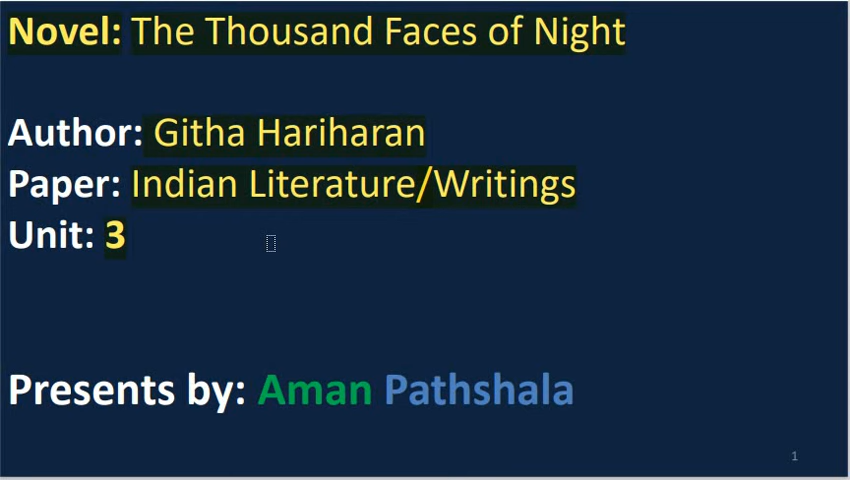 Novel: The Thousand Faces of Night
Author: Githa Hariharan
Paper: Indian Literature/Writings
Unit: 3
Presents by: Aman Pathshala
1